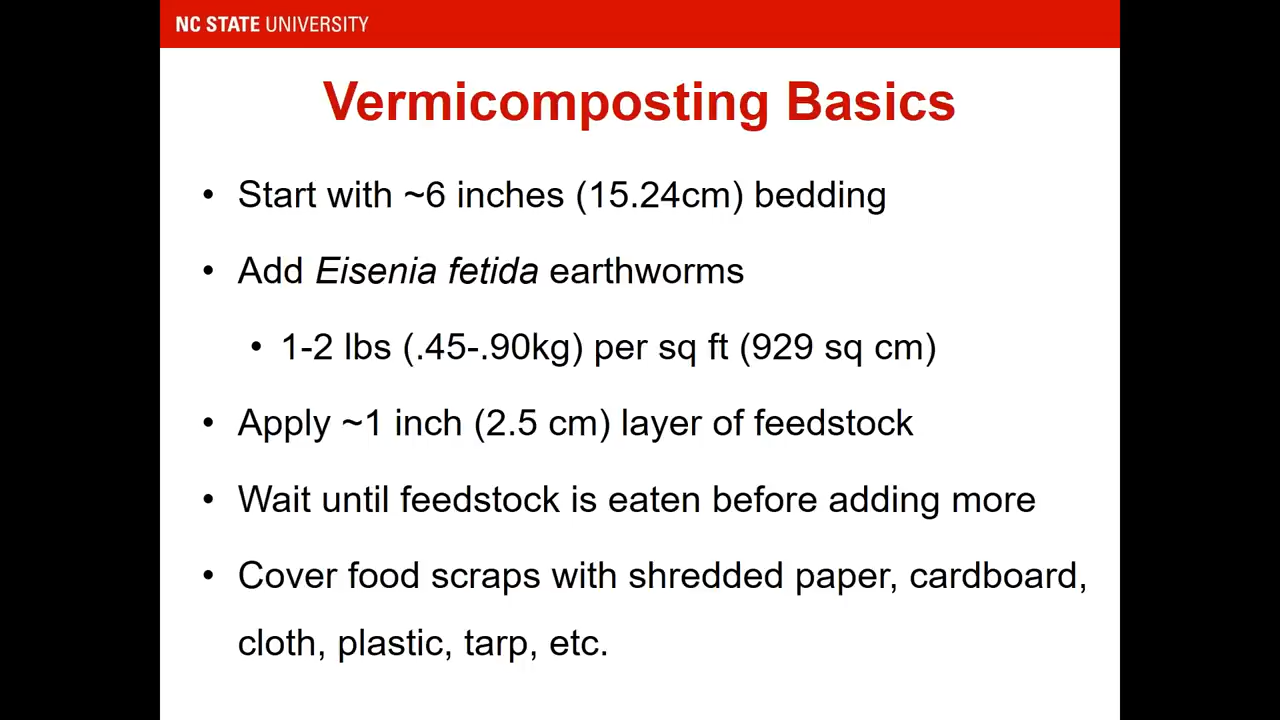 NC STATE UNIVERSITY
Vermicomposting Basics
• Start with ~6 inches (15.24cm) bedding
• Add Eisenia fetida earthworms
• 1-2 lbs (.45-.90kg) per sq ft (929 sq cm)
• Apply ~1 inch (2.5 cm) layer of feedstock
• Wait until feedstock is eaten before adding more
• Cover food scraps with shredded paper, cardboard,
cloth, plastic, tarp, etc.